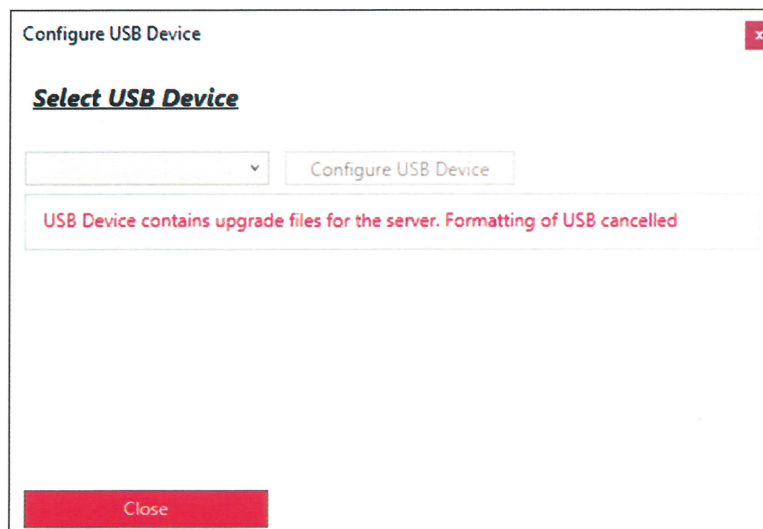 Configure USB Device
x
Select USB Device
Configure USB Device
USB Device contains upgrade files for the server. Formatting of USB cancelled
Close